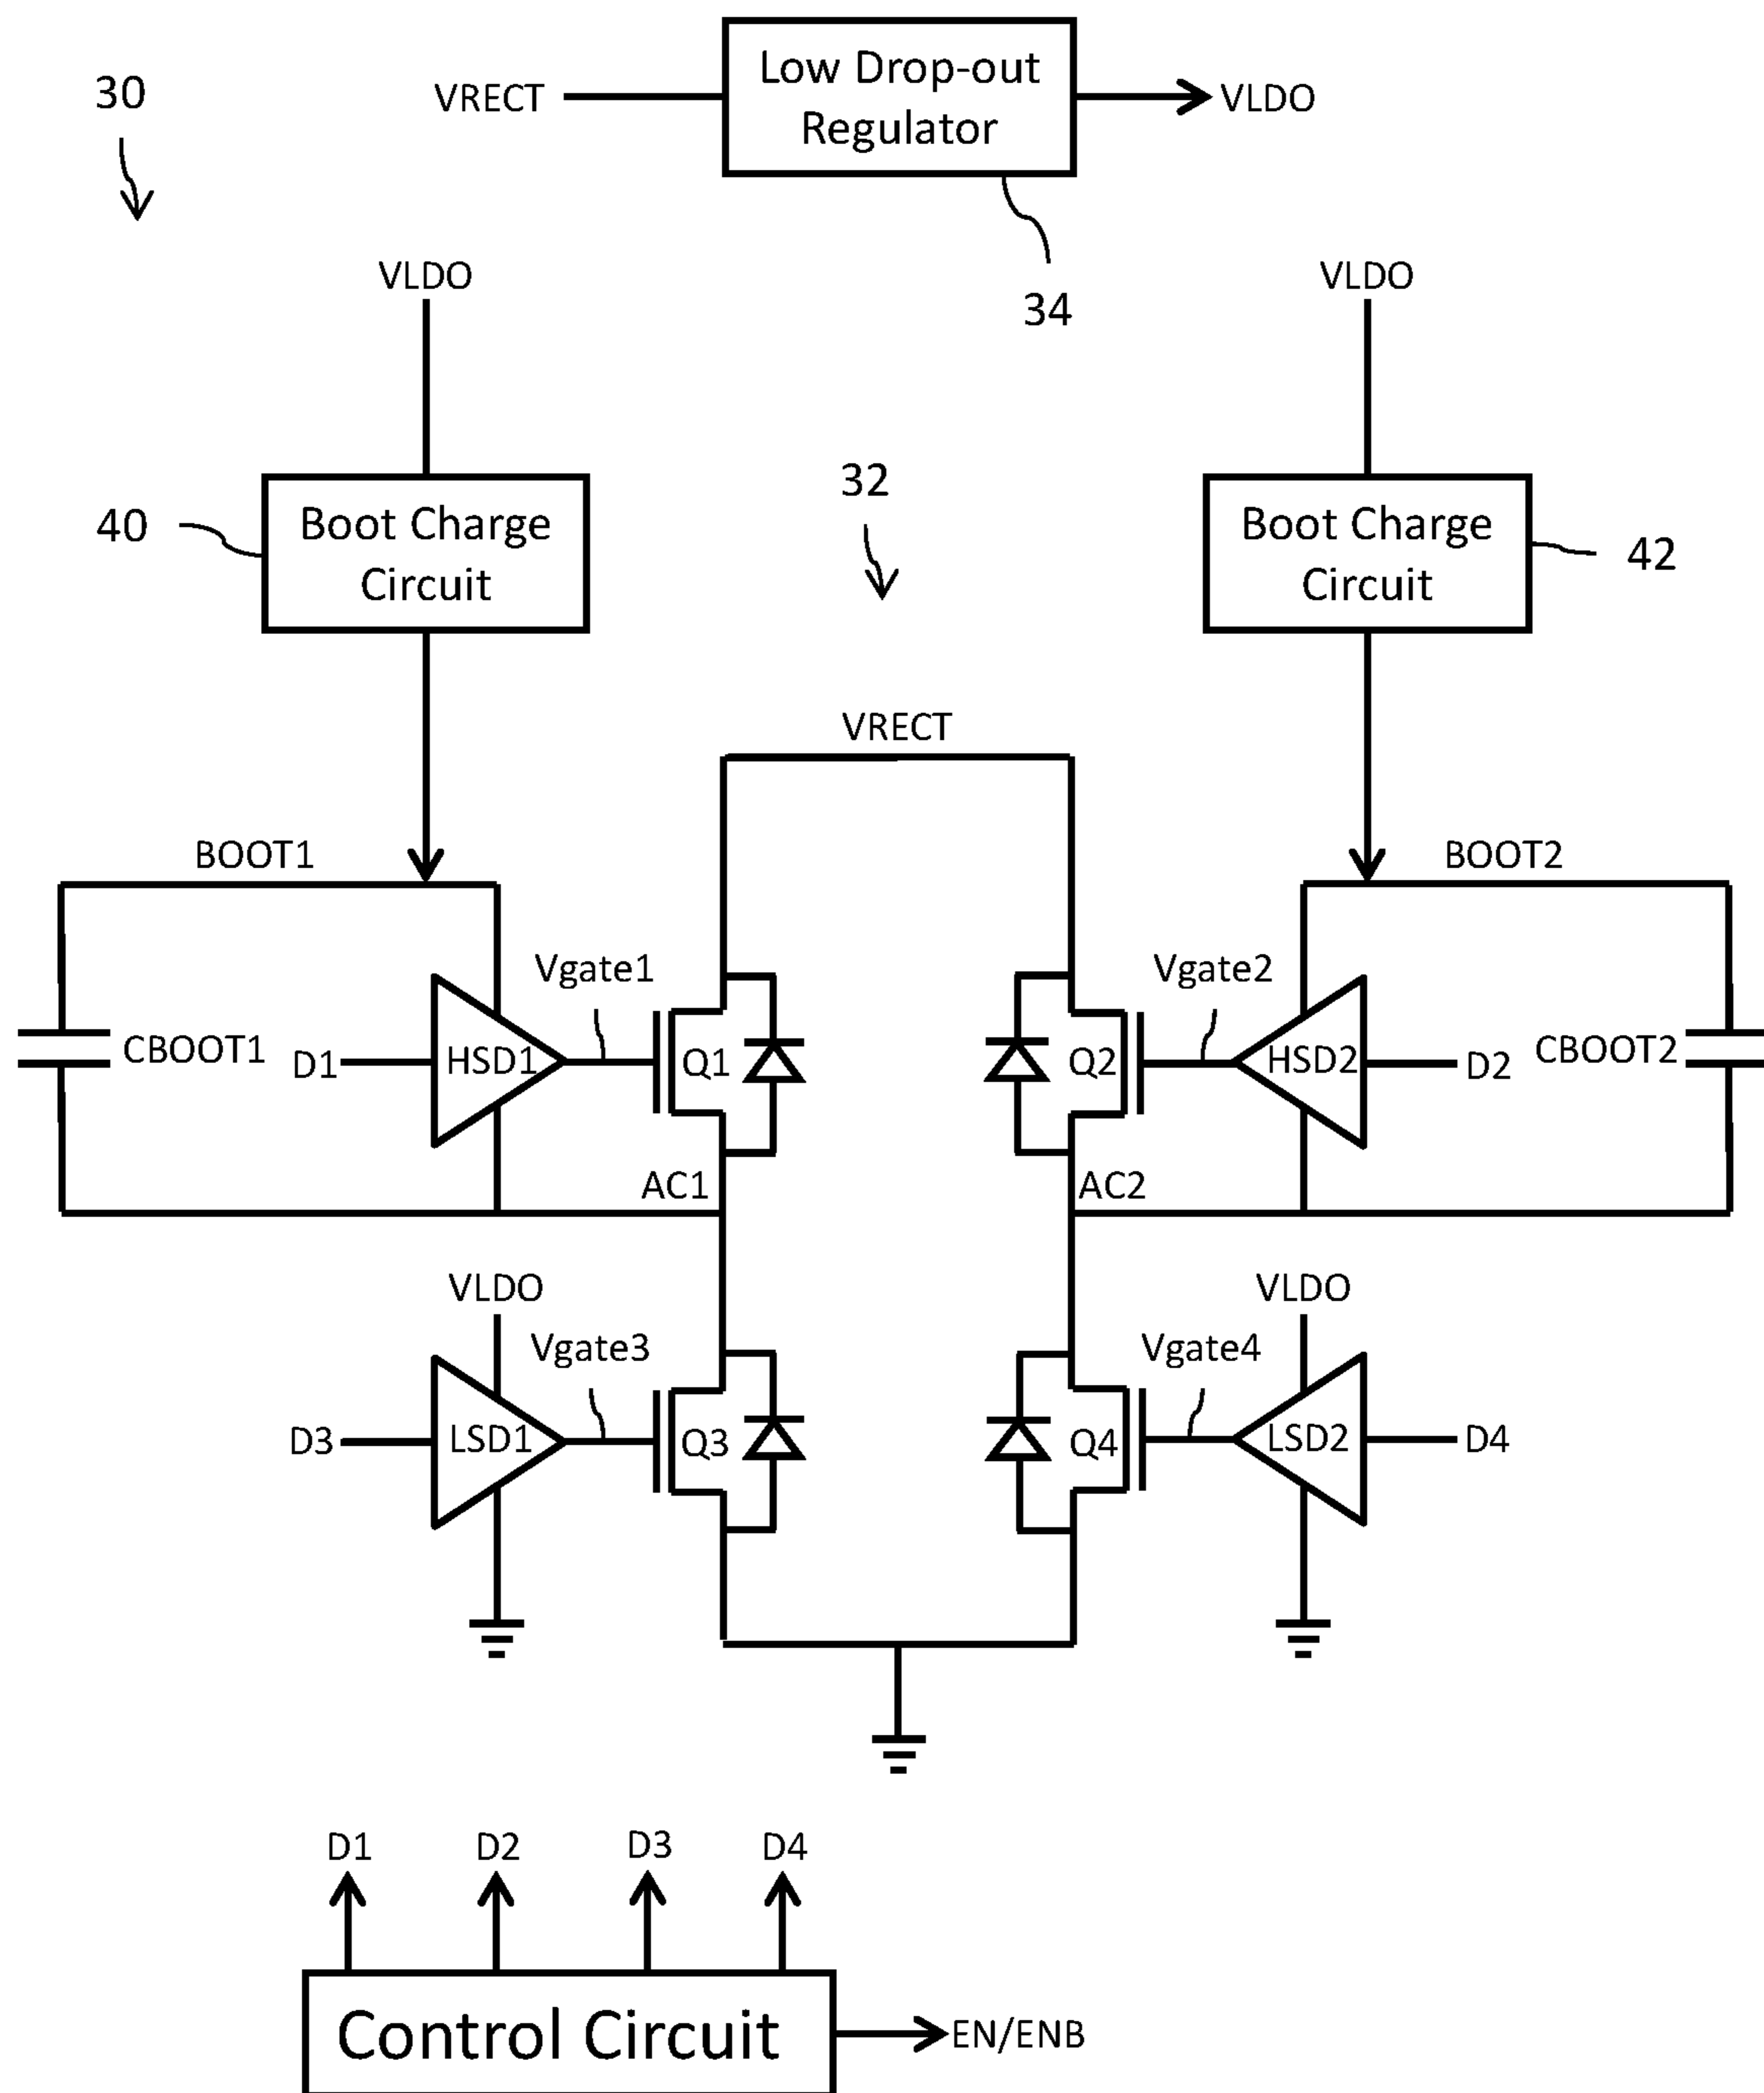 30
VRECT
Low Drop-out
Regulator
VLDO
34
VLDO
VLDO
40
Boot Charge
Circuit
32
Boot Charge
Circuit
42
VRECT
BOOT1
BOOT2
Vgate1
Vgate2
CBOOT1
D1
HSD1
Q1
Q2
HSD2
D2
CBOOT2
AC1
AC2
VLDO
VLDO
Vgate3
Vgate4
D3
LSD1
Q3
Q4
LSD2
D4
D1
D2
D3
D4
Control Circuit
EN/ENB